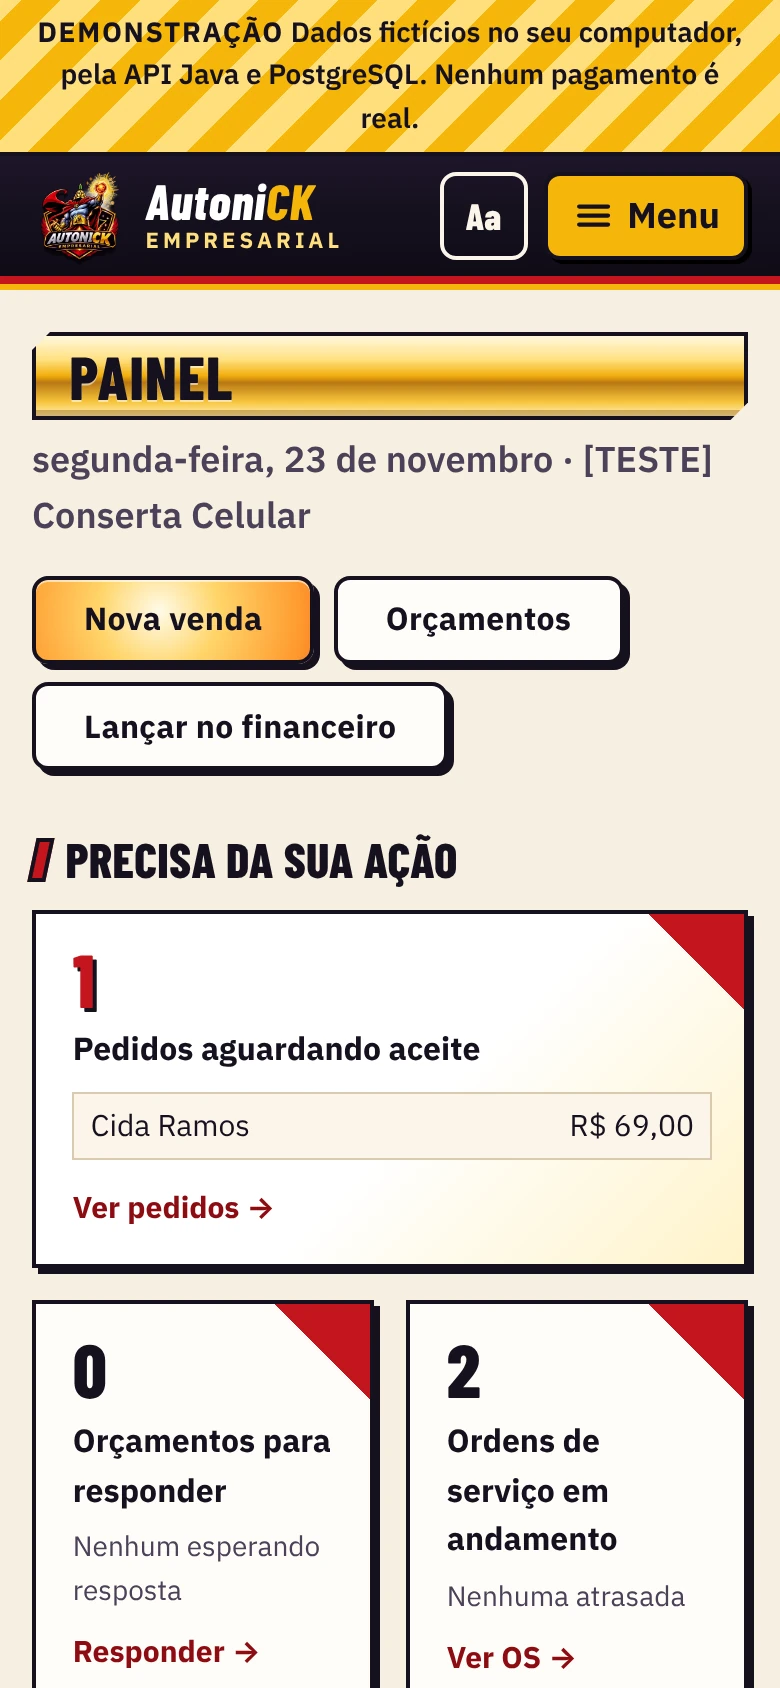 DEMONSTRAÇÃO Dados fictícios no seu computador,
pela API Java e PostgreSQL. Nenhum pagamento é
real.
AUTONICK
EMPRESARIAL
AutoniCK
EMPRESARIAL
Aa
Menu
PAINEL
segunda-feira, 23 de novembro · [TESTE]
Conserta Celular
Nova venda
Orçamentos
Lançar no financeiro
PRECISA DA SUA AÇÃO
1
Pedidos aguardando aceite
Cida Ramos R$ 69,00
Ver pedidos →
0
Orçamentos para
responder
Nenhum esperando
resposta
Responder →
2
Ordens de
serviço em
andamento
Nenhuma atrasada
Ver OS →